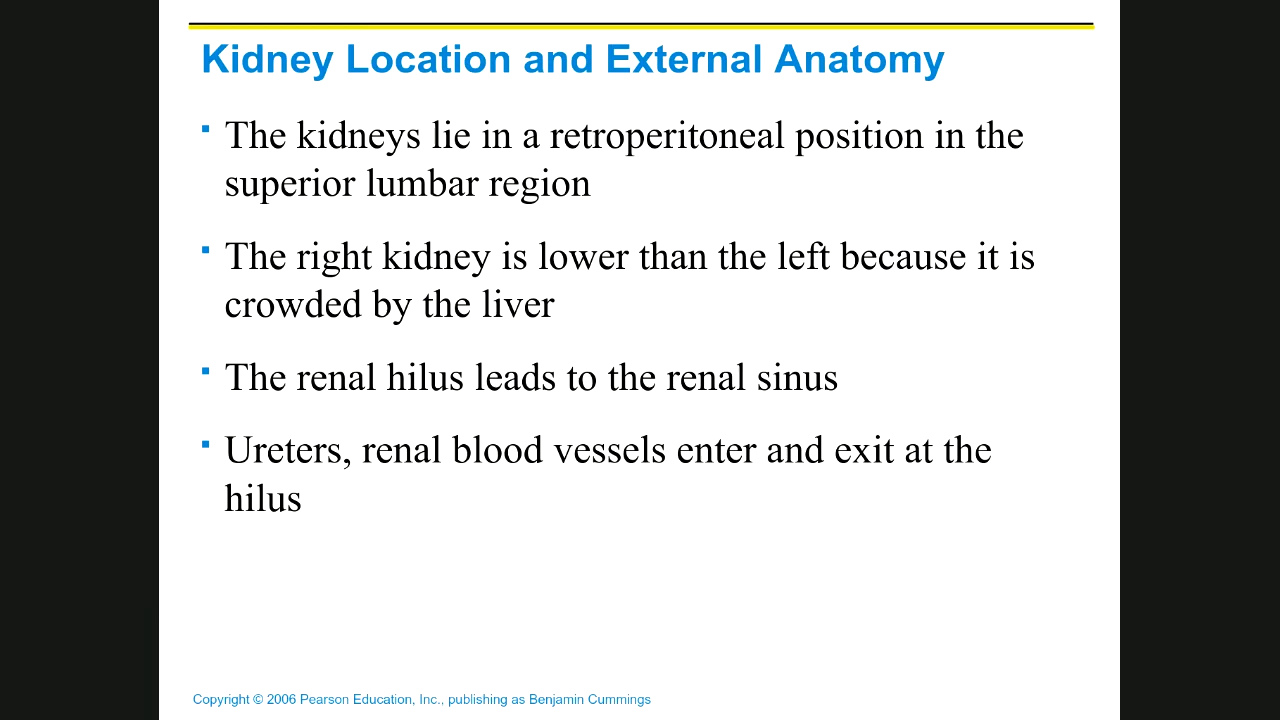 Kidney Location and External Anatomy
The kidneys lie in a retroperitoneal position in the
superior lumbar region
The right kidney is lower than the left because it is
crowded by the liver
The renal hilus leads to the renal sinus
Ureters, renal blood vessels enter and exit at the
hilus
Copyright © 2006 Pearson Education, Inc., publishing as Benjamin Cummings